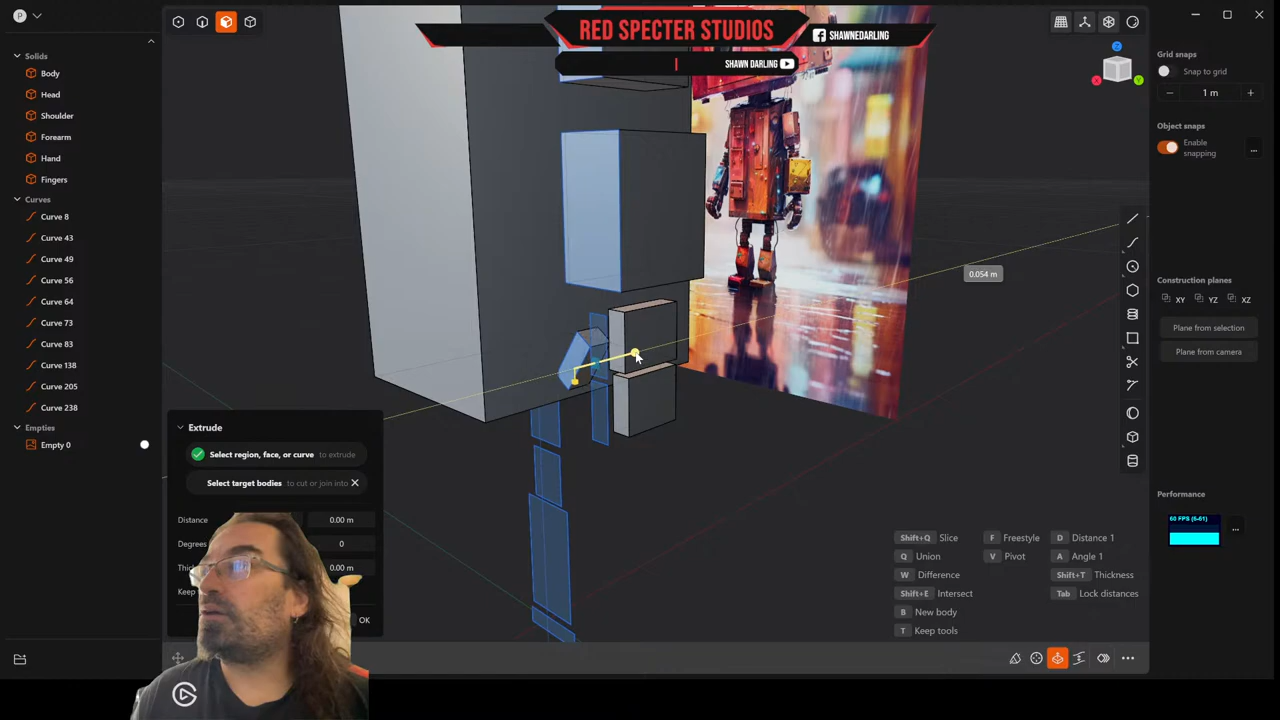 P
RED SPECTER STUDIOS
SHAWNEDARLING
SHAWN DARLING
Solids
Body
Head
Shoulder
Forearm
Hand
Fingers
Curves
Curve 8
Curve 43
Curve 49
Curve 56
Curve 64
Curve 73
Curve 83
Curve 138
Curve 205
Curve 238
Empties
Empty 0
Z
X
Y
0.054 m
Extrude
Select region, face, or curve to extrude
Select target bodies to cut or join into
Distance 0.00 m
Degrees 0
0.00 m
OK
Shift+Q Slice
F Freestyle
D Distance 1
Q Union
V Pivot
A Angle 1
W Difference
Shift+T Thickness
Shift+E Intersect
Tab Lock distances
B New body
T Keep tools
Grid snaps
Snap to grid
1 m
Object snaps
Enable
snapping
...
Construction planes
XY YZ XZ
Plane from selection
Plane from camera
Performance
60 FPS (6-61)
...